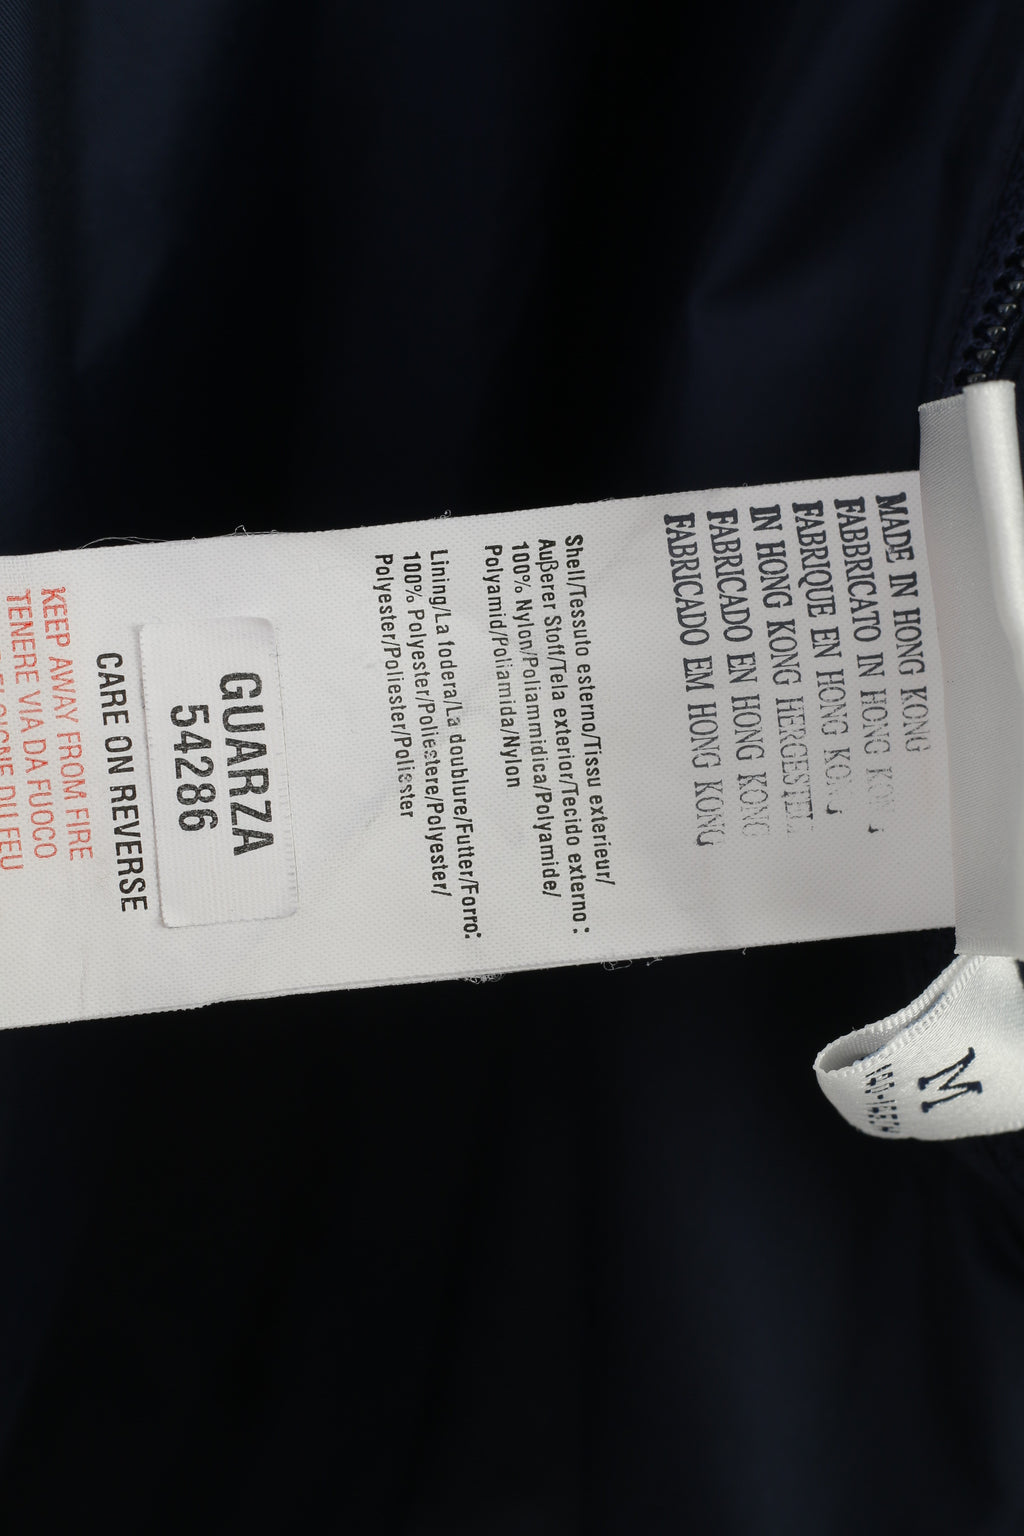 MADE IN HONG KONG
FABBRICATO IN HONG
FABRIQUE EN HONG
IN HONG KONG HERGESTELL
FABRICADO EN HONG KONG
FABRICADO EM HONG KONG
Shell/Tessuto esterno/Tissu exterieur/
Außerer Stoff/Tela exterior/Tecido externo:
100% Nylon/Poliammidica/Polyamide/
Polyamid/Poliamida/Nylon
Lining/La fodera/La doublure/Futter/Forro:
100% Polyester/Poliestere/Polyester/
Polyester/Poliester/Poliester
GUARZA
54286
CARE ON REVERSE
KEEP AWAY FROM FIRE
TENERE VIA DA FUOCO
DU FEU
M